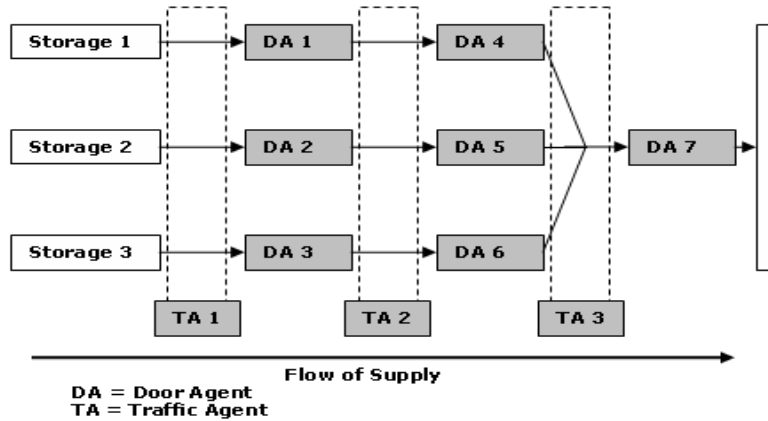 Storage 1
DA 1
DA 4
Storage 2
DA 2
DA 5
DA 7
Storage 3
DA 3
DA 6
TA 1
TA 2
TA 3
Flow of Supply
DA = Door Agent
TA = Traffic Agent